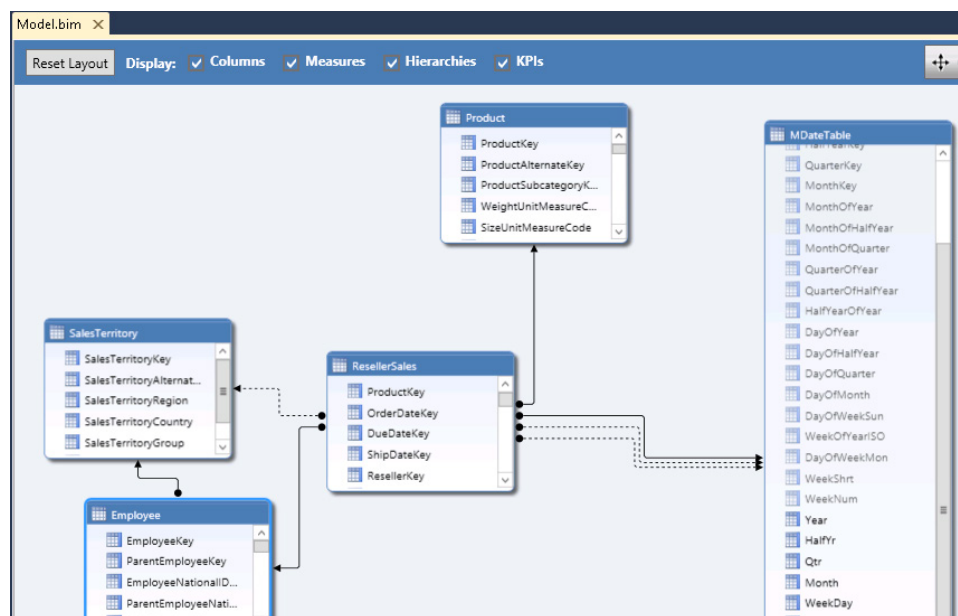 Model.bim
Reset Layout Display: Columns Measures Hierarchies KPIs
Product
ProductKey
ProductAlternateKey
ProductSubcategoryK...
WeightUnitMeasureC...
SizeUnitMeasureCode
MDateTable
HalfYearKey
QuarterKey
MonthKey
MonthOfYear
MonthOfHalfYear
MonthOfQuarter
QuarterOfYear
QuarterOfHalfYear
HalfYearOfYear
DayOfYear
DayOfHalfYear
DayOfQuarter
DayOfMonth
DayOfWeekSun
WeekOfYearISO
DayOfWeekMon
WeekShrt
WeekNum
Year
HalfYr
Qtr
Month
WeekDay
SalesTerritory
SalesTerritoryKey
SalesTerritoryAlternat...
SalesTerritoryRegion
SalesTerritoryCountry
SalesTerritoryGroup
ResellerSales
ProductKey
OrderDateKey
DueDateKey
ShipDateKey
ResellerKey
Employee
EmployeeKey
ParentEmployeeKey
EmployeeNationalID...
ParentEmployeeNati...